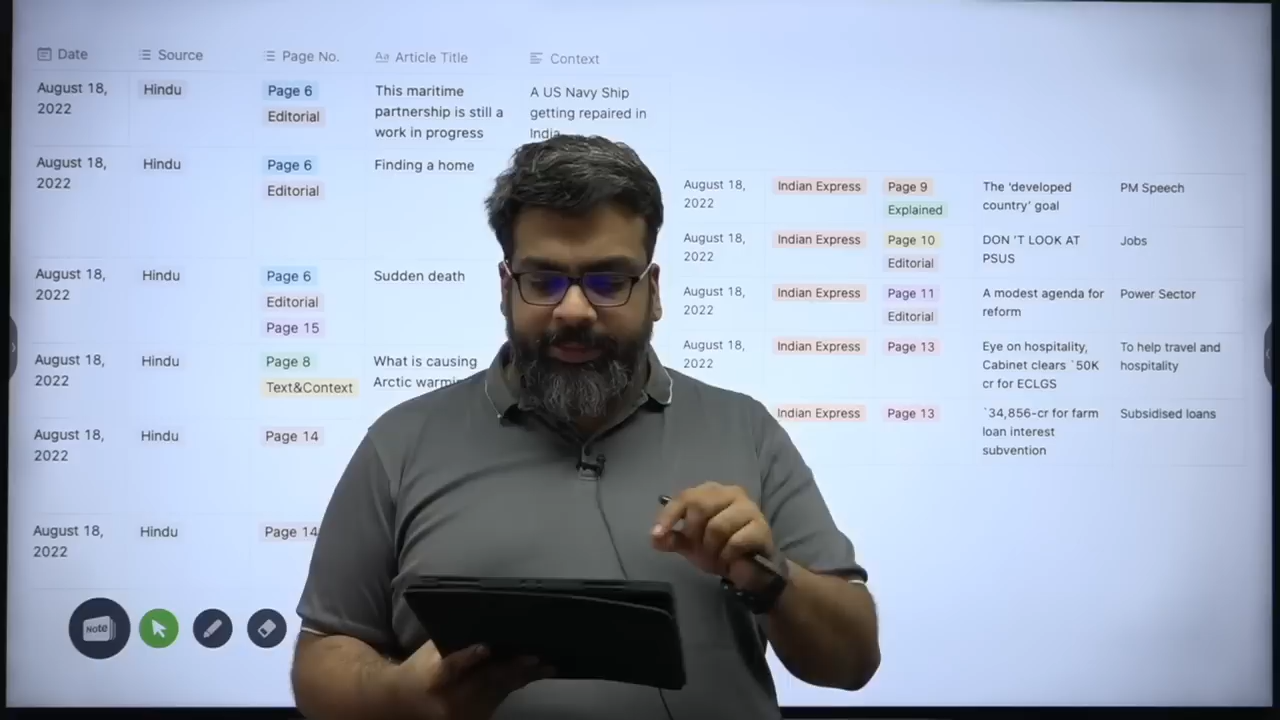 Date Source Page No. Aa Article Title Context
August 18, Hindu Page 6 This maritime A US Navy Ship
2022 Editorial partnership is still a getting repaired in
work in progress India
August 18, Hindu Page 6 Finding a home
2022 Editorial
August 18, Hindu Page 6 Sudden death
2022 Editorial
Page 15
August 18, Hindu Page 8 What is causing
2022 Text&Context Arctic warming
August 18, Hindu Page 14
2022
August 18, Hindu Page 14
2022
August 18, Indian Express Page 9 The 'developed PM Speech
2022 Explained country' goal
August 18, Indian Express Page 10 DON 'T LOOK AT Jobs
2022 Editorial PSUS
August 18, Indian Express Page 11 A modest agenda for Power Sector
2022 Editorial reform
August 18, Indian Express Page 13 Eye on hospitality, To help travel and
2022 Cabinet clears `50K hospitality
cr for ECLGS
Indian Express Page 13 `34,856-cr for farm Subsidised loans
loan interest
subvention
Note